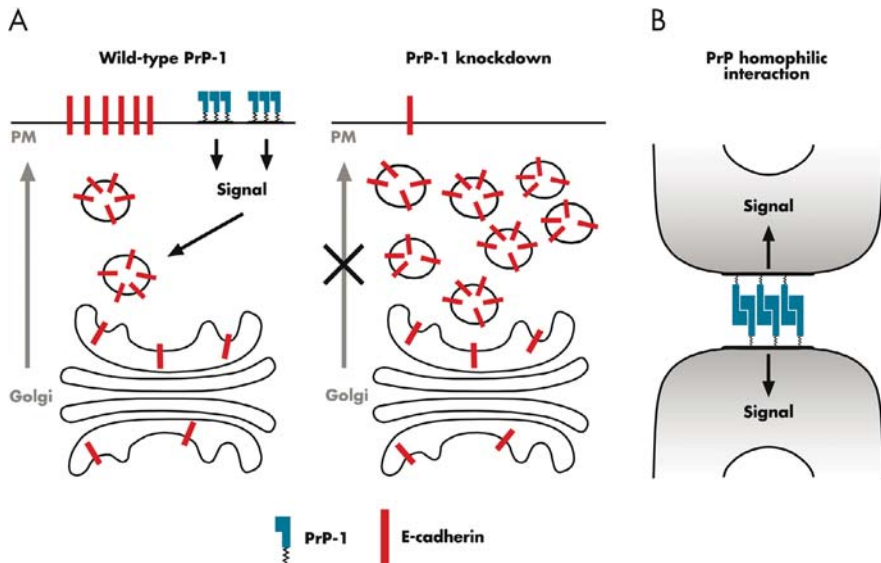 A
Wild-type PrP-1
PM
Signal
Golgi
PrP-1 knockdown
PM
Golgi
B
PrP homophilic
interaction
Signal
Signal
PrP-1
E-cadherin